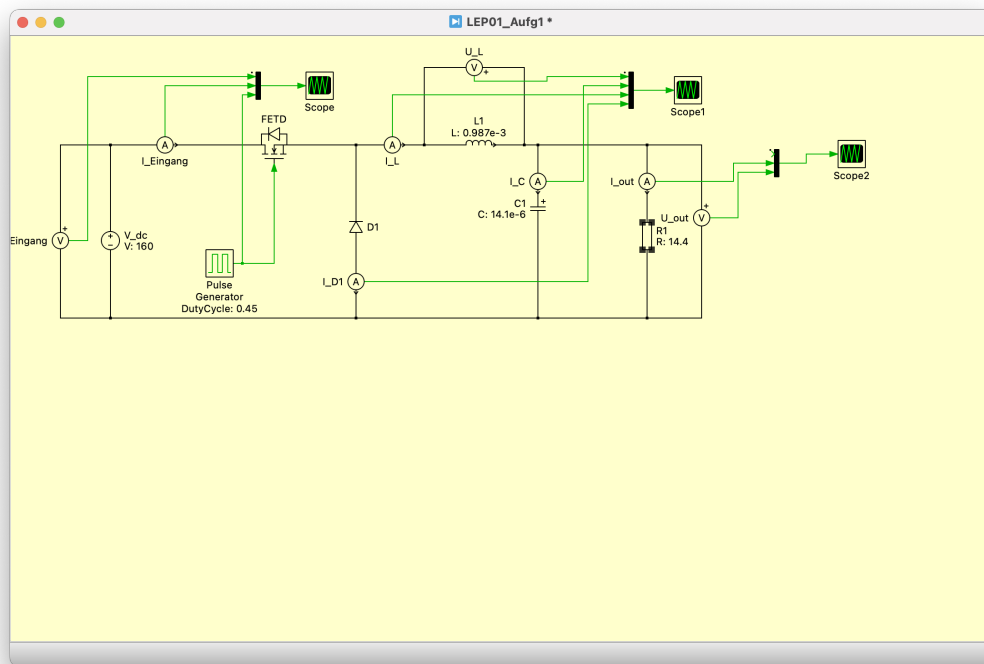 LEP01_Aufg1 *
U_L
V
+
Scope
Scope1
FETD
L1
L: 0.987e-3
A
I_Eingang
A
I_L
Scope2
I_C
A
I_out
A
C1
+
C: 14.1e-6
+
U_out
V
D1
R1
R: 14.4
+
Eingang
V
+
−
V_dc
V: 160
Pulse
Generator
DutyCycle: 0.45
I_D1
A